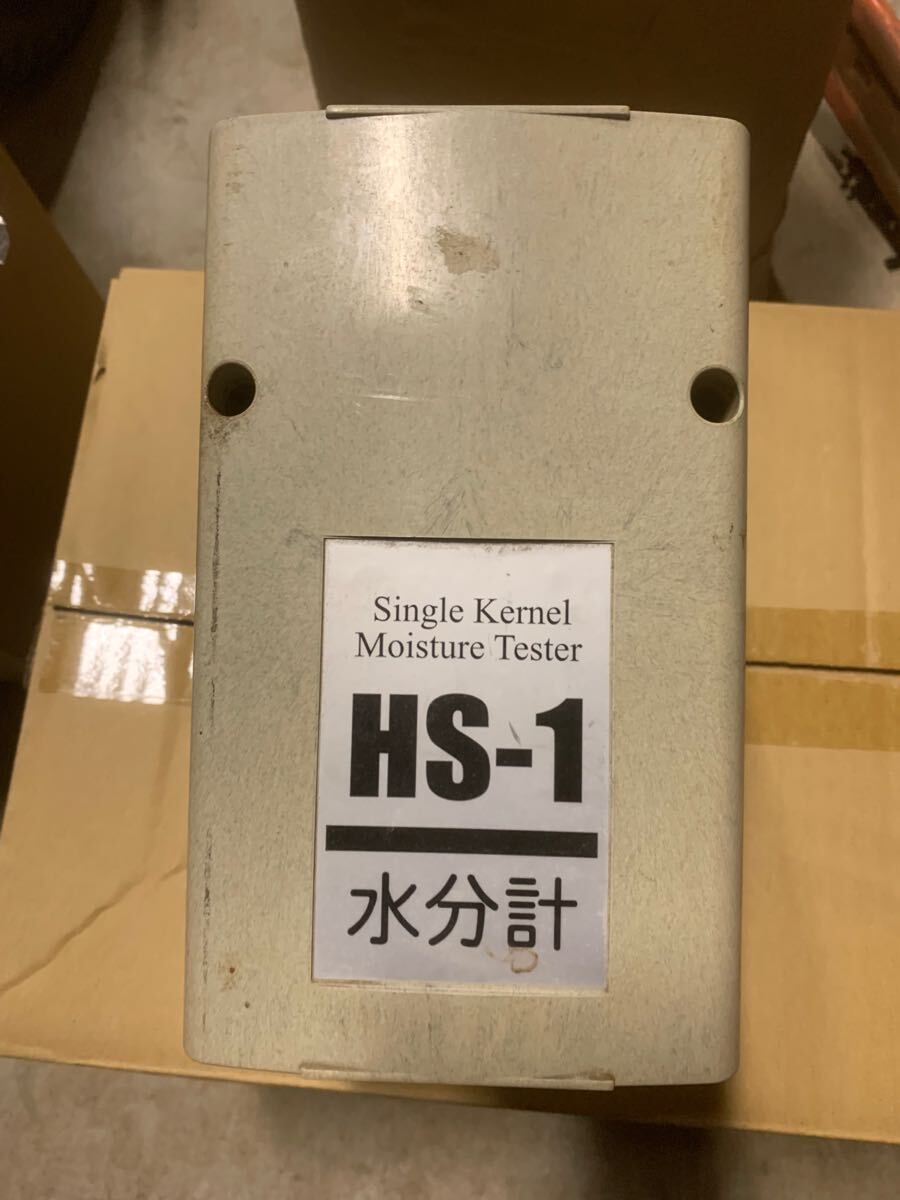 Single Kernel
Moisture Tester
HS-1
水分計